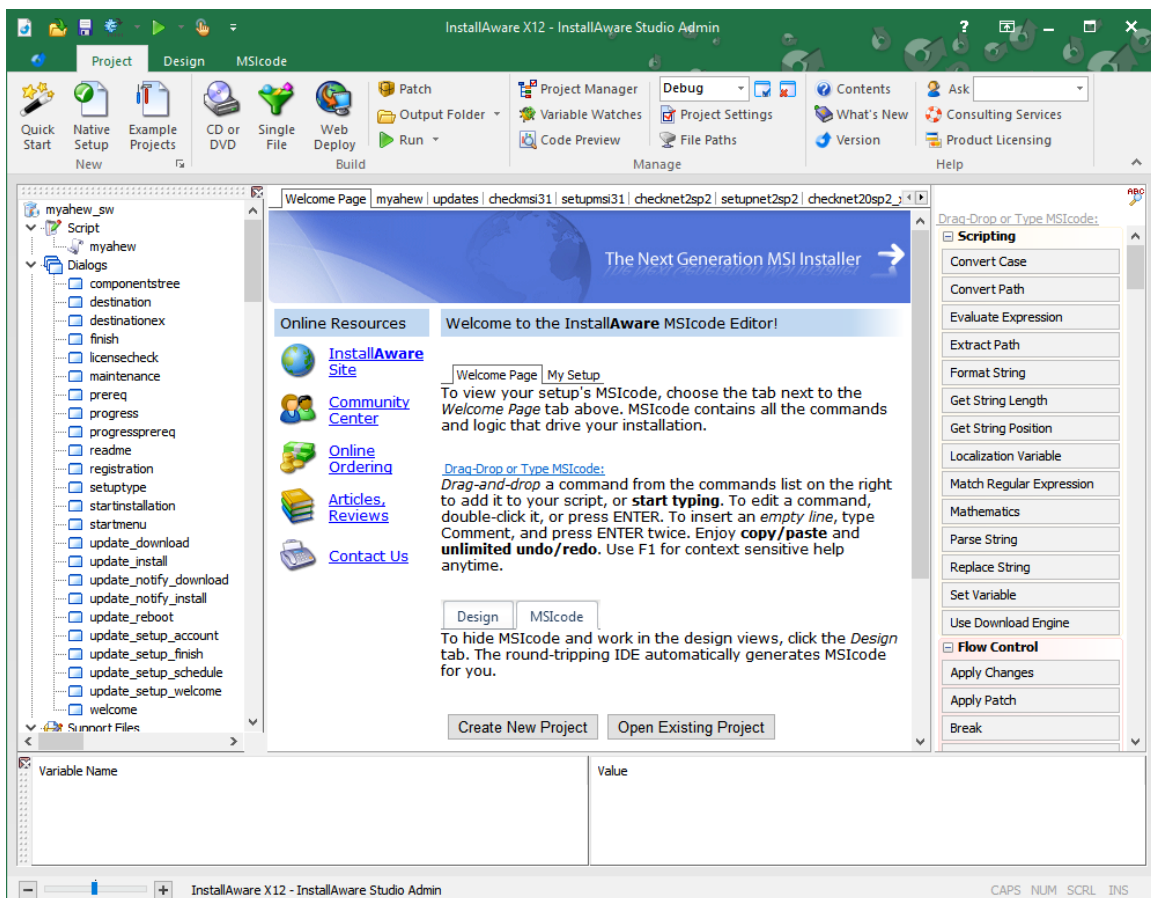 InstallAware X12 - InstallAware Studio Admin
Project Design MSIcode
Quick Start
Native Setup
Example Projects
New
CD or DVD
Single File
Web Deploy
Patch
Output Folder
Run
Build
Project Manager
Variable Watches
Code Preview
Debug
Project Settings
File Paths
Manage
Contents
What's New
Version
Ask
Consulting Services
Product Licensing
Help
myahew_sw
Script
myahew
Dialogs
componentstree
destination
destinationex
finish
licensecheck
maintenance
prereq
progress
progressprereq
readme
registration
setuptype
startinstallation
startmenu
update_download
update_install
update_notify_download
update_notify_install
update_reboot
update_setup_account
update_setup_finish
update_setup_schedule
update_setup_welcome
welcome
Support Files
Welcome Page myahew updates checkmsi31 setupmsi31 checknet2sp2 setupnet2sp2 checknet20sp2_
The Next Generation MSI Installer
Online Resources
InstallAware
Site
Community
Center
Online
Ordering
Articles,
Reviews
Contact Us
Welcome to the InstallAware MSIcode Editor!
Welcome Page My Setup
To view your setup's MSIcode, choose the tab next to the
Welcome Page tab above. MSIcode contains all the commands
and logic that drive your installation.
Drag-Drop or Type MSIcode:
Drag-and-drop a command from the commands list on the right
to add it to your script, or start typing. To edit a command,
double-click it, or press ENTER. To insert an empty line, type
Comment, and press ENTER twice. Enjoy copy/paste and
unlimited undo/redo. Use F1 for context sensitive help
anytime.
Design MSIcode
To hide MSIcode and work in the design views, click the Design
tab. The round-tripping IDE automatically generates MSIcode
for you.
Create New Project Open Existing Project
ABC
Drag-Drop or Type MSIcode:
Scripting
Convert Case
Convert Path
Evaluate Expression
Extract Path
Format String
Get String Length
Get String Position
Localization Variable
Match Regular Expression
Mathematics
Parse String
Replace String
Set Variable
Use Download Engine
Flow Control
Apply Changes
Apply Patch
Break
Variable Name Value
InstallAware X12 - InstallAware Studio Admin
CAPS NUM SCRL INS